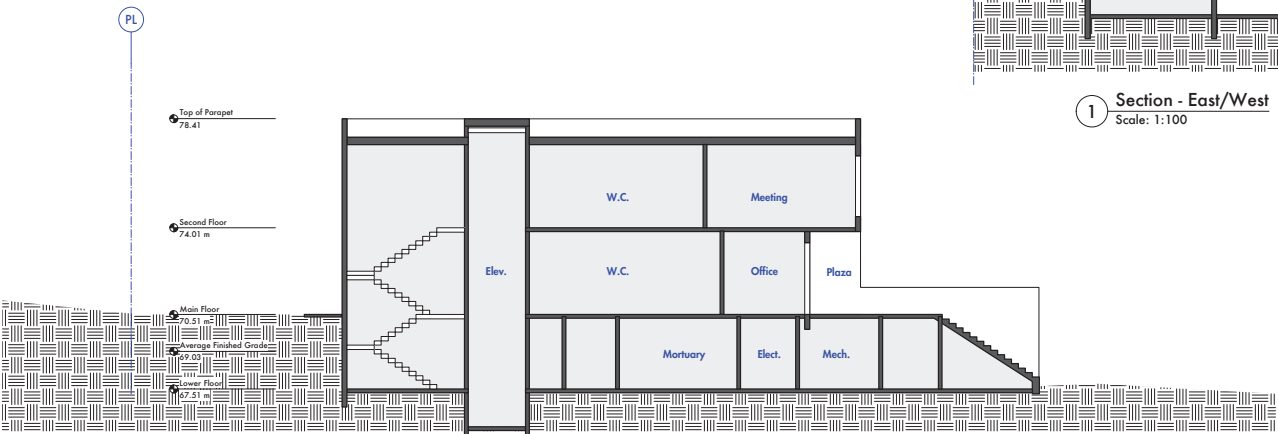 PL
1
Section - East/West
Scale: 1:100
Top of Parapet
78.41
Second Floor
74.01 m
Main Floor
70.51 m
Average Finished Grade
69.03
Lower Floor
67.51 m
W.C.
Meeting
Elev.
W.C.
Office
Plaza
Mortuary
Elect.
Mech.